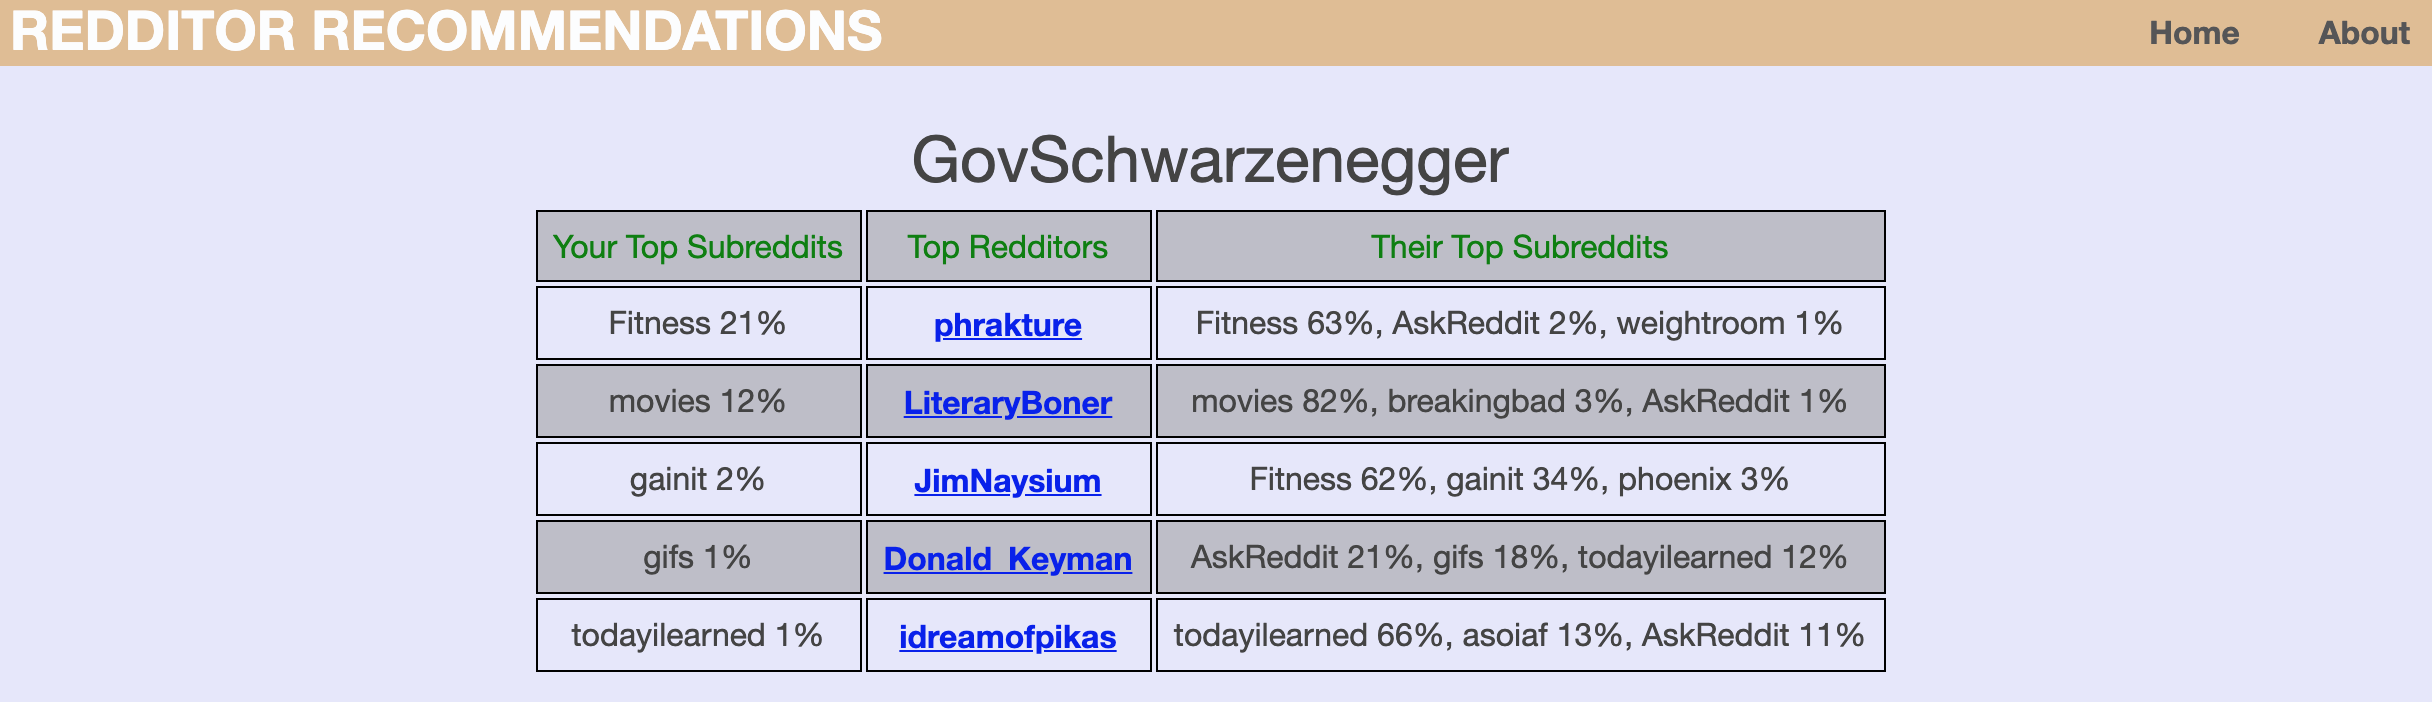 REDDITOR RECOMMENDATIONS Home About
GovSchwarzenegger
Your Top Subreddits Top Redditors Their Top Subreddits
Fitness 21% phrakture Fitness 63%, AskReddit 2%, weightroom 1%
movies 12% LiteraryBoner movies 82%, breakingbad 3%, AskReddit 1%
gainit 2% JimNaysium Fitness 62%, gainit 34%, phoenix 3%
gifs 1% Donald_Keyman AskReddit 21%, gifs 18%, todayilearned 12%
todayilearned 1% idreamofpikas todayilearned 66%, asoiaf 13%, AskReddit 11%